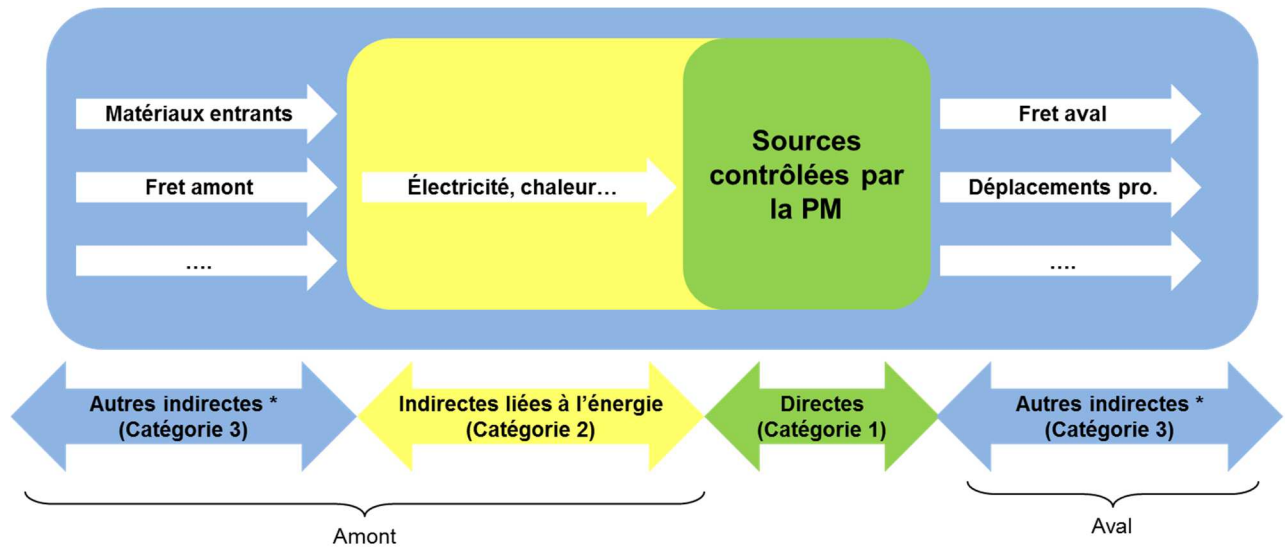 Matériaux entrants
Fret amont
….
Électricité, chaleur…
Sources
contrôlées par
la PM
Fret aval
Déplacements pro.
….
Autres indirectes *
(Catégorie 3)
Indirectes liées à l’énergie
(Catégorie 2)
Directes
(Catégorie 1)
Autres indirectes *
(Catégorie 3)
Amont
Aval